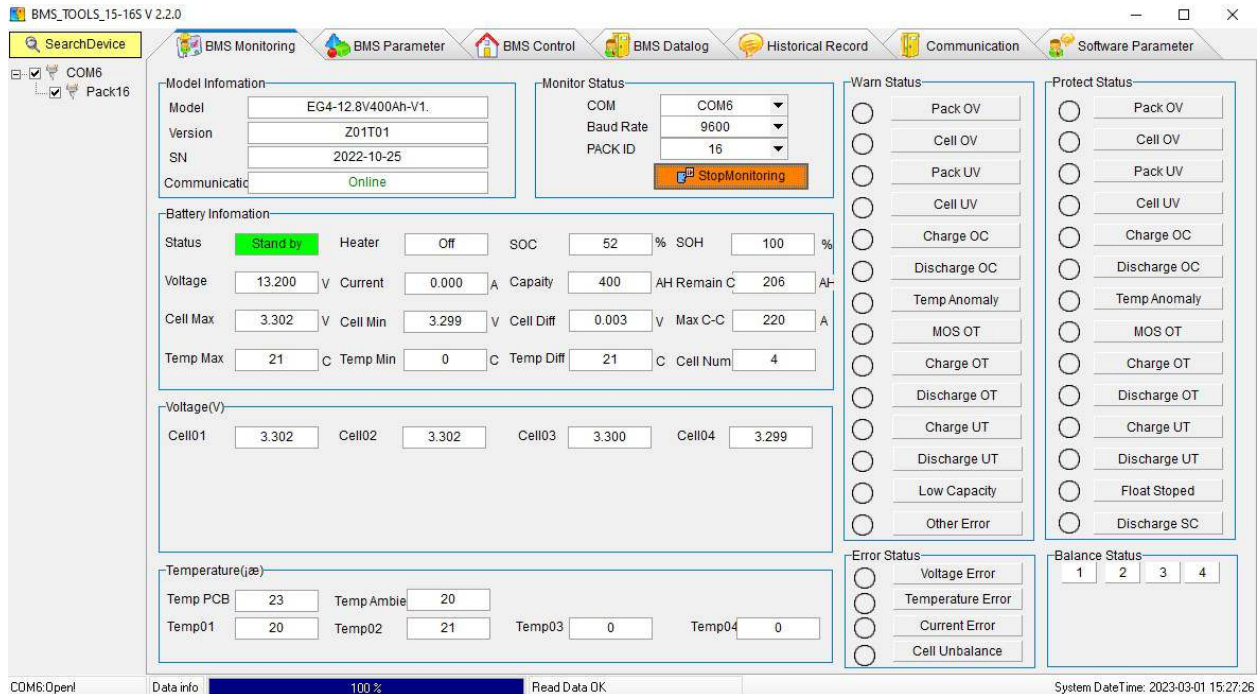 BMS_TOOLS_15-16S V 2.2.0
SearchDevice
BMS Monitoring
BMS Parameter
BMS Control
BMS Datalog
Historical Record
Communication
Software Parameter
COM6
Pack16
Model Infomation
Model EG4-12.8V400Ah-V1.
Version Z01T01
SN 2022-10-25
Communicatic Online
Monitor Status
COM COM6
Baud Rate 9600
PACK ID 16
StopMonitoring
Battery Infomation
Status Stand by Heater Off SOC 52 % SOH 100 %
Voltage 13.200 V Current 0.000 A Capaity 400 AH Remain C 206 AH
Cell Max 3.302 V Cell Min 3.299 V Cell Diff 0.003 V Max C-C 220 A
Temp Max 21 C Temp Min 0 C Temp Diff 21 C Cell Num 4
Voltage(V)
Cell01 3.302 Cell02 3.302 Cell03 3.300 Cell04 3.299
Temperature(¡æ)
Temp PCB 23 Temp Ambie 20
Temp01 20 Temp02 21 Temp03 0 Temp04 0
Warn Status
Pack OV
Cell OV
Pack UV
Cell UV
Charge OC
Discharge OC
Temp Anomaly
MOS OT
Charge OT
Discharge OT
Charge UT
Discharge UT
Low Capacity
Other Error
Protect Status
Pack OV
Cell OV
Pack UV
Cell UV
Charge OC
Discharge OC
Temp Anomaly
MOS OT
Charge OT
Discharge OT
Charge UT
Discharge UT
Float Stoped
Discharge SC
Error Status
Voltage Error
Temperature Error
Current Error
Cell Unbalance
Balance Status
1 2 3 4
COM6:Open! Data info 100 % Read Data OK System DateTime: 2023-03-01 15:27:26